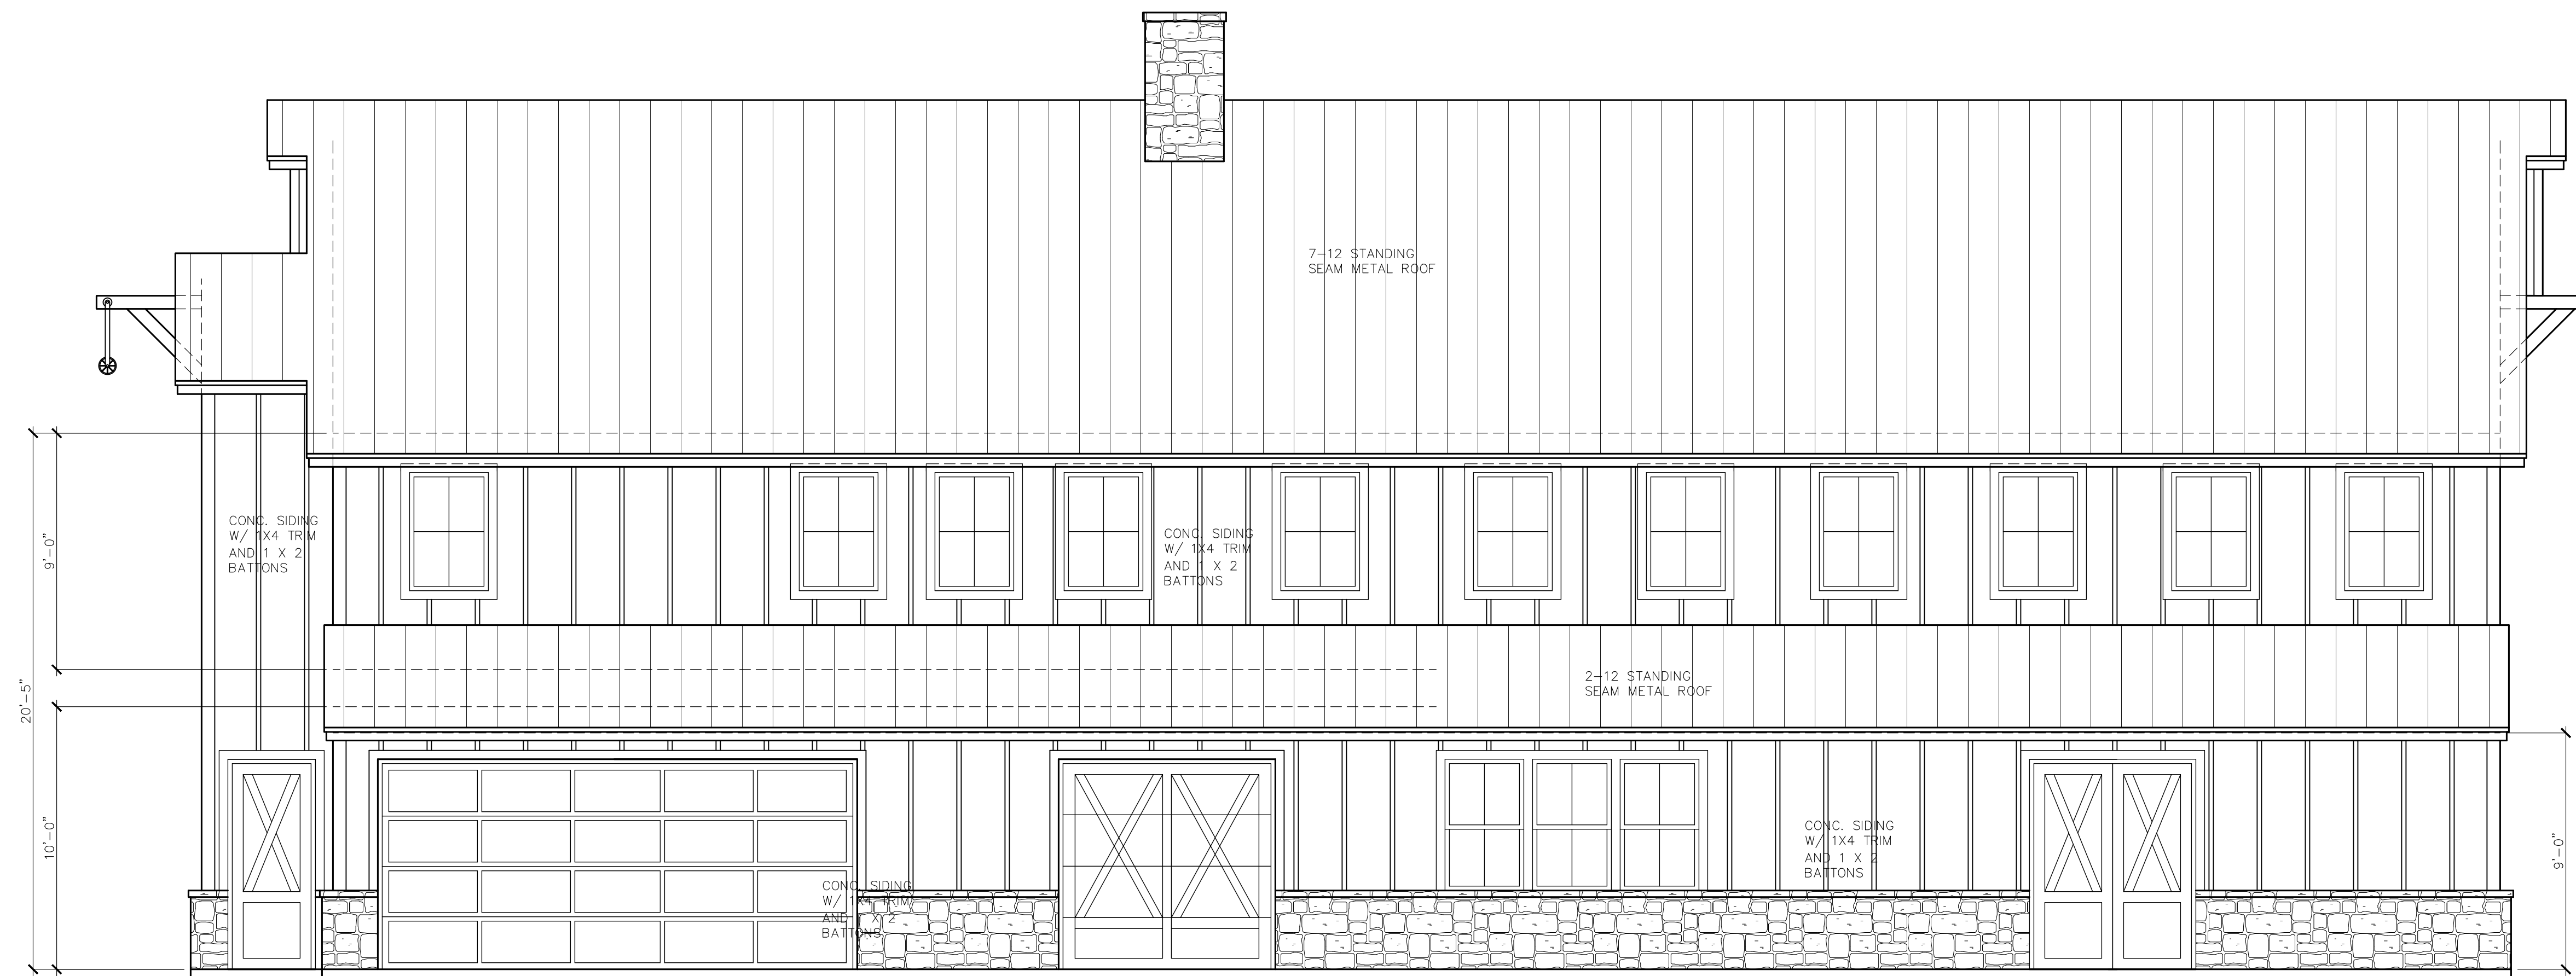 7-12 STANDING
SEAM METAL ROOF
CONC. SIDING
W/ 1X4 TRIM
AND 1 X 2
BATTONS
CONC. SIDING
W/ 1X4 TRIM
AND 1 X 2
BATTONS
9'-0"
20'-5"
2-12 STANDING
SEAM METAL ROOF
10'-0"
CONC. SIDING
W/ 1X4 TRIM
AND 1 X 2
BATTONS
CONC. SIDING
W/ 1X4 TRIM
AND 1 X 2
BATTONS
9'-0"